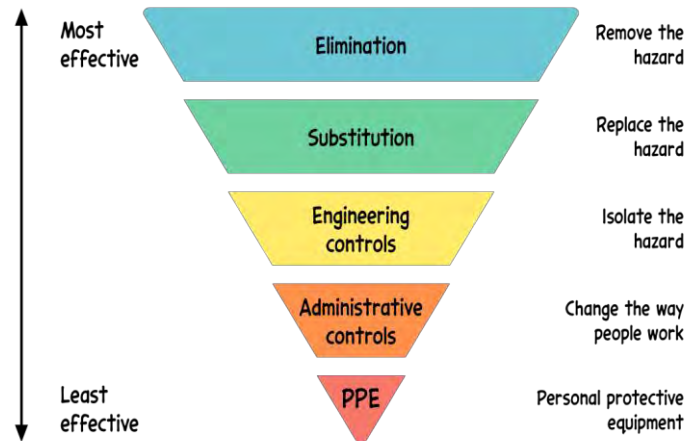 Most
effective
Elimination
Remove the
hazard
Substitution
Replace the
hazard
Engineering
controls
Isolate the
hazard
Administrative
controls
Change the way
people work
Least
effective
PPE
Personal protective
equipment